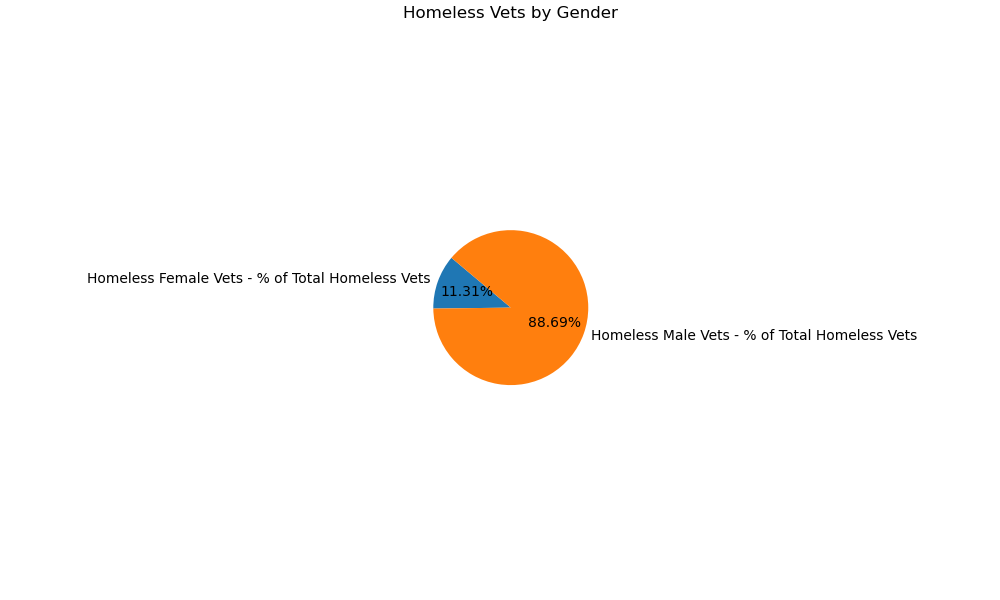 Homeless Vets by Gender
Homeless Female Vets - % of Total Homeless Vets
11.31%
88.69%
Homeless Male Vets - % of Total Homeless Vets